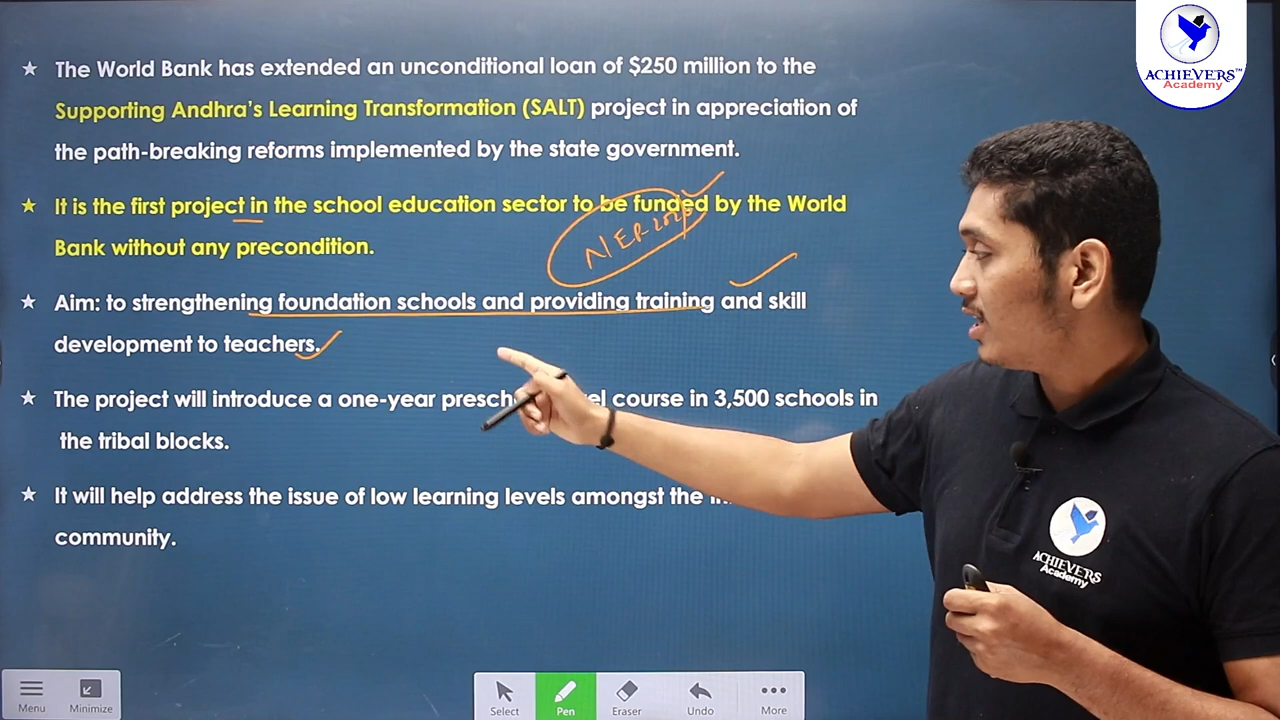 ACHIEVERS™
Academy
The World Bank has extended an unconditional loan of $250 million to the
Supporting Andhra's Learning Transformation (SALT) project in appreciation of
the path-breaking reforms implemented by the state government.
It is the first project in the school education sector to be funded by the World
Bank without any precondition.
Aim: to strengthening foundation schools and providing training and skill
development to teachers.
The project will introduce a one-year course in 3,500 schools in
the tribal blocks.
It will help address the issue of low learning levels amongst the
community.
ACHIEVERS
Academy
Menu
Minimize
Select
Pen
Eraser
Undo
More